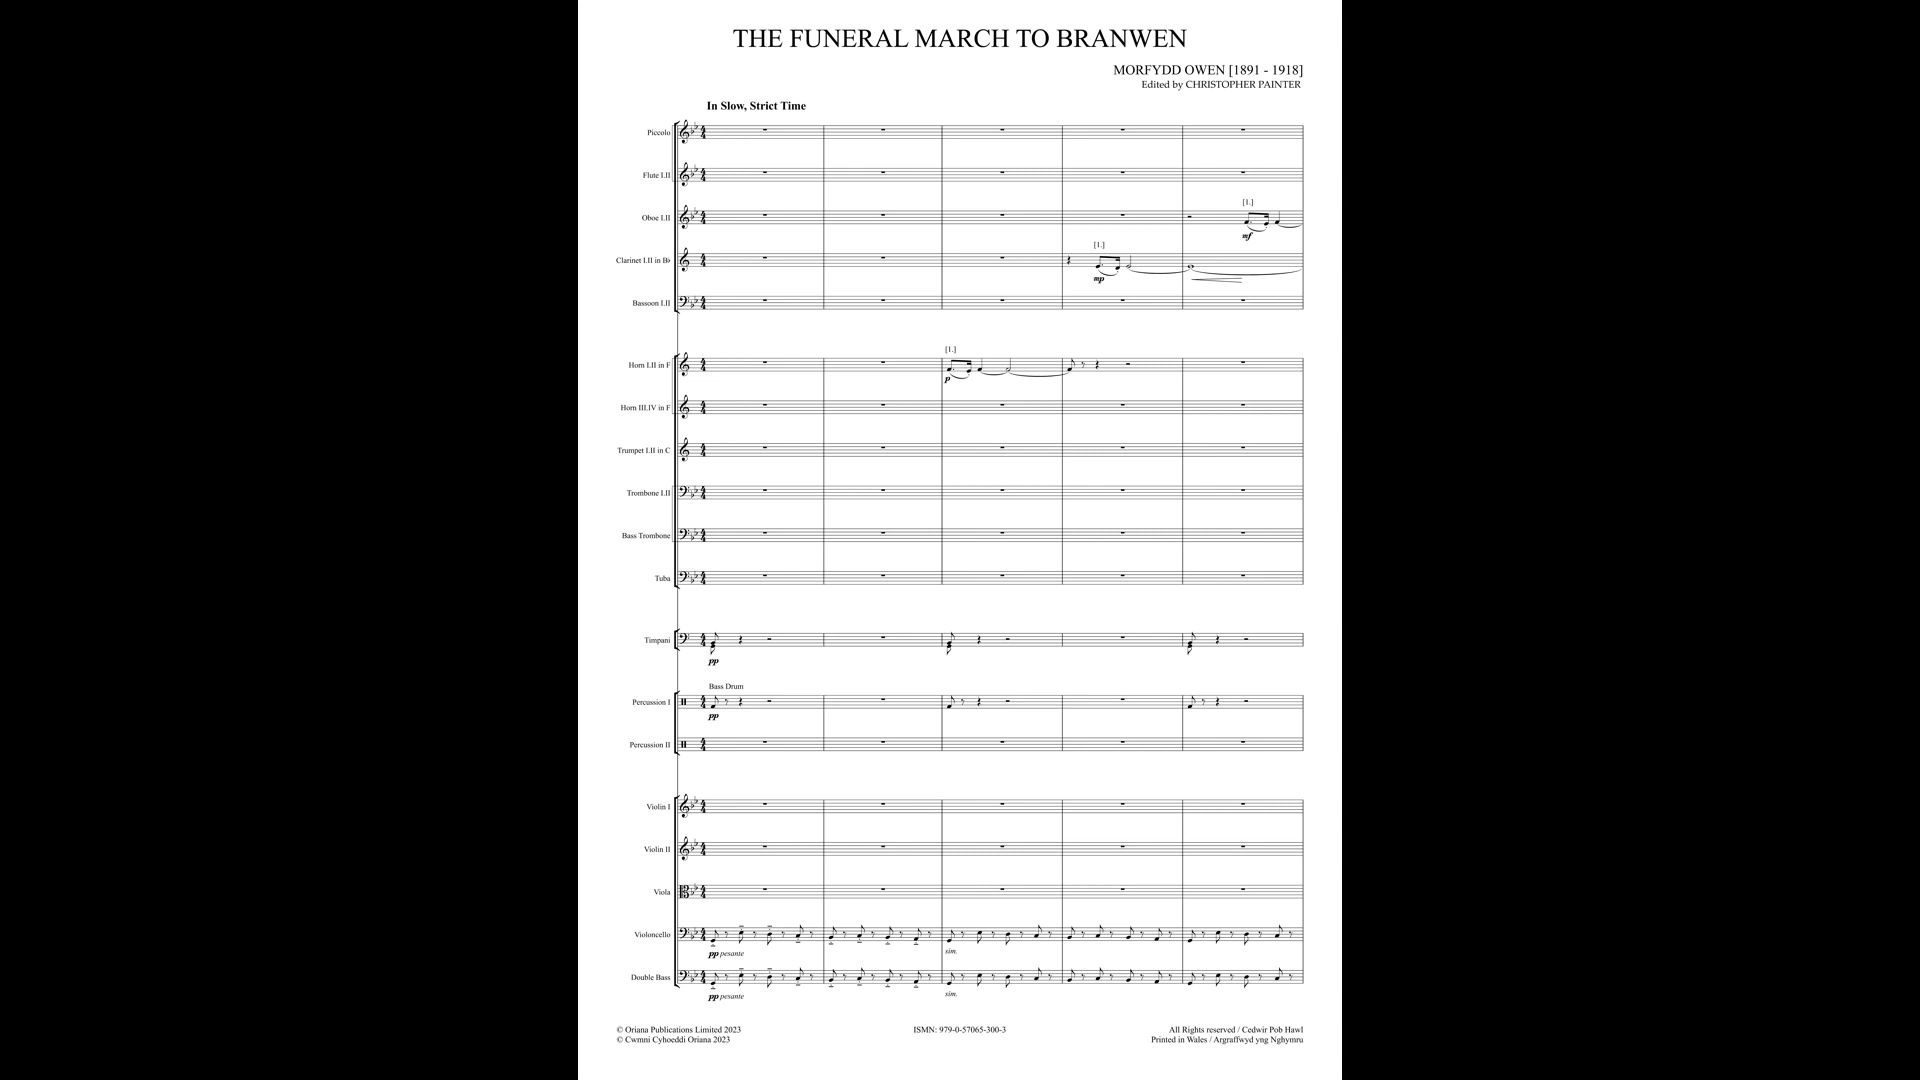 THE FUNERAL MARCH TO BRANWEN
MORFYDD OWEN [1891 - 1918]
Edited by CHRISTOPHER PAINTER
In Slow, Strict Time
Piccolo
Flute I.II
[1.]
Oboe I.II
mf
[1.]
Clarinet I.II in B♭
mp
Bassoon I.II
[1.]
Horn I.II in F
p
Horn III.IV in F
Trumpet I.II in C
Trombone I.II
Bass Trombone
Tuba
Timpani
pp
Bass Drum
Percussion I
pp
Percussion II
Violin I
Violin II
Viola
Violoncello
pp pesante sim.
Double Bass
pp pesante sim.
© Oriana Publications Limited 2023 ISMN: 979-0-57065-300-3 All Rights reserved / Cedwir Pob Hawl
© Cwmni Cyhoeddi Oriana 2023 Printed in Wales / Argraffwyd yng Nghymru